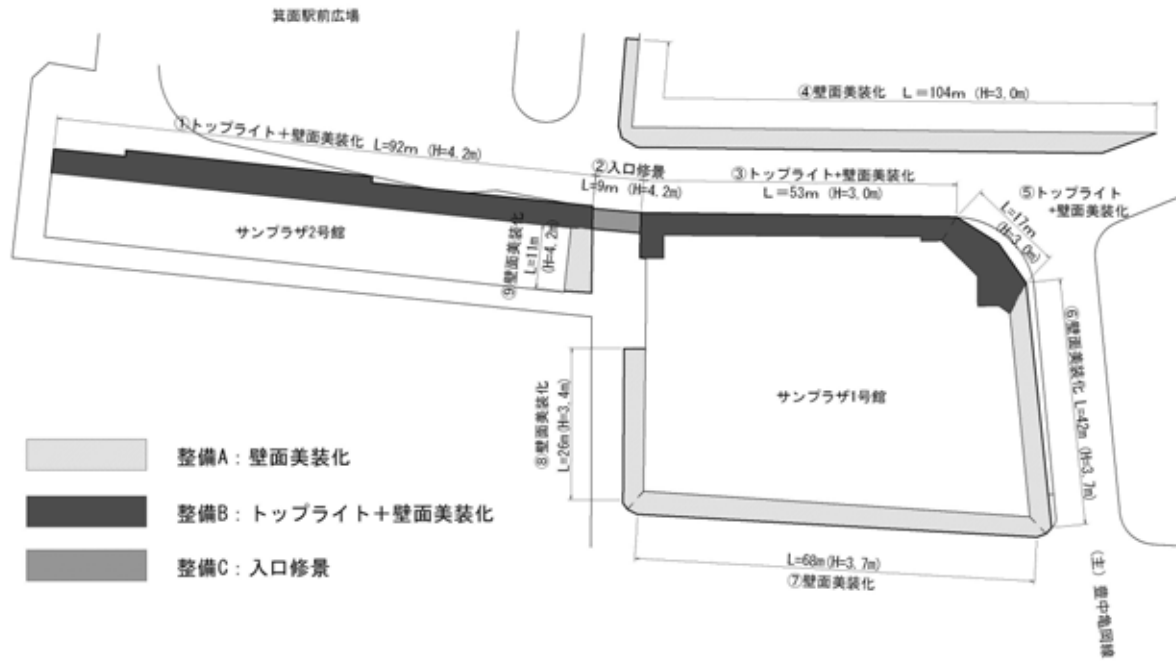 箕面駅前広場
④壁面美装化 L=104m (H=3.0m)
①トップライト+壁面美装化 L=92m (H=4.2m)
②入口修景
L=9m (H=4.2m)
③トップライト+壁面美装化
L=53m (H=3.0m)
⑤トップライト
+壁面美装化
L=17m
(H=3.0m)
サンプラザ2号館
⑨壁面美装化
L=11m
(H=4.2m)
⑥壁面美装化 L=42m (H=3.7m)
サンプラザ1号館
⑧壁面美装化
L=26m(H=3.4m)
整備A:壁面美装化
整備B:トップライト+壁面美装化
整備C:入口修景
L=68m(H=3.7m)
⑦壁面美装化
(主) 豊中亀岡線